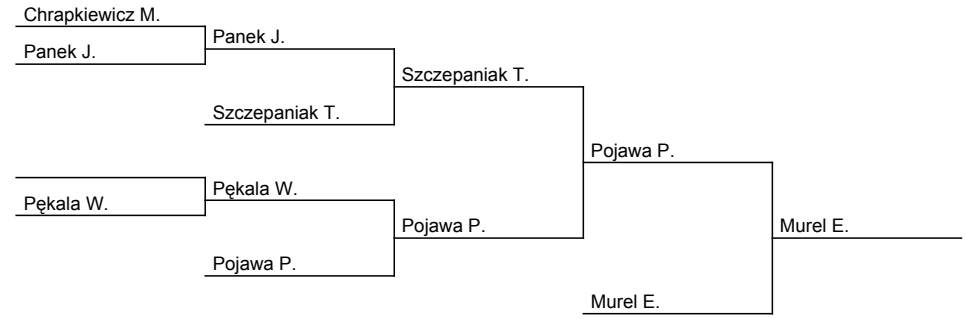 Chrapkiewicz M.
Panek J.
Panek J.
Szczepaniak T.
Szczepaniak T.
Pojawa P.
Pękala W.
Pękala W.
Pojawa P.
Murel E.
Pojawa P.
Murel E.